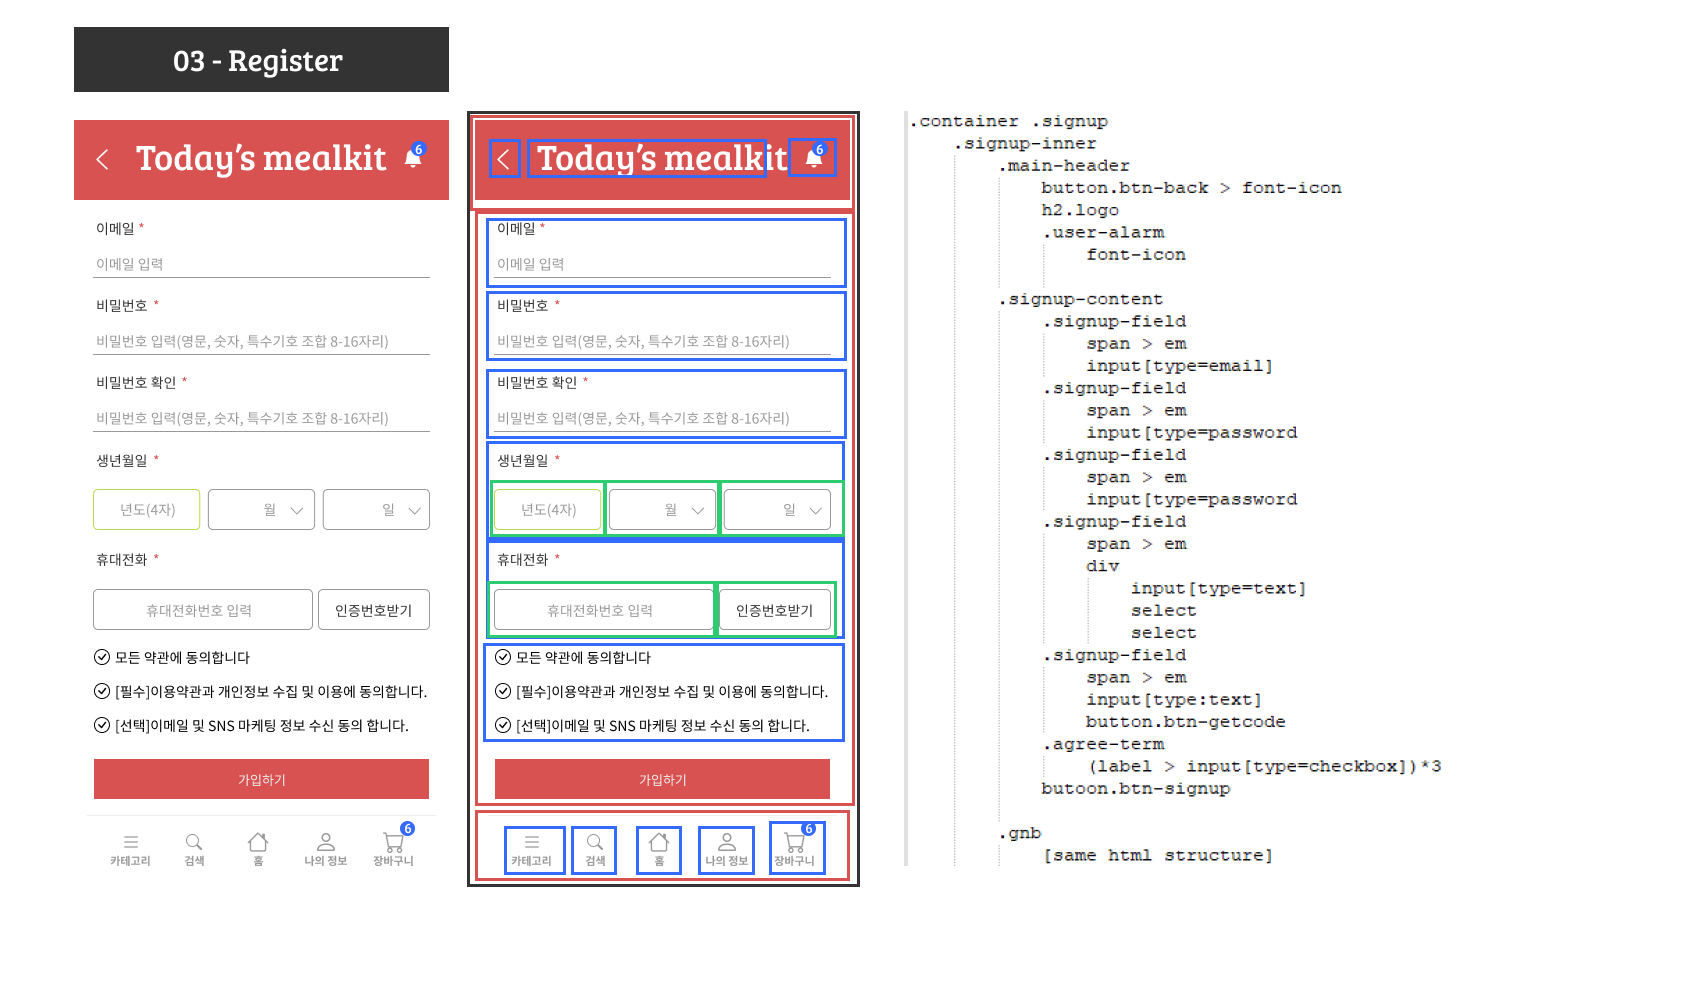 03 - Register
Today's mealkit
6
이메일 *
이메일 입력
비밀번호 *
비밀번호 입력(영문, 숫자, 특수기호 조합 8-16자리)
비밀번호 확인 *
비밀번호 입력(영문, 숫자, 특수기호 조합 8-16자리)
생년월일 *
년도(4자) 월 일
휴대전화 *
휴대전화번호 입력 인증번호받기
모든 약관에 동의합니다
[필수]이용약관과 개인정보 수집 및 이용에 동의합니다.
[선택]이메일 및 SNS 마케팅 정보 수신 동의 합니다.
가입하기
6
카테고리 검색 홈 나의 정보 장바구니
Today's mealkit
6
이메일 *
이메일 입력
비밀번호 *
비밀번호 입력(영문, 숫자, 특수기호 조합 8-16자리)
비밀번호 확인 *
비밀번호 입력(영문, 숫자, 특수기호 조합 8-16자리)
생년월일 *
년도(4자) 월 일
휴대전화 *
휴대전화번호 입력 인증번호받기
모든 약관에 동의합니다
[필수]이용약관과 개인정보 수집 및 이용에 동의합니다.
[선택]이메일 및 SNS 마케팅 정보 수신 동의 합니다.
가입하기
6
카테고리 검색 홈 나의 정보 장바구니
.container .signup
.signup-inner
.main-header
button.btn-back > font-icon
h2.logo
.user-alarm
font-icon
.signup-content
.signup-field
span > em
input[type=email]
.signup-field
span > em
input[type=password
.signup-field
span > em
input[type=password
.signup-field
span > em
div
input[type=text]
select
select
.signup-field
span > em
input[type:text]
button.btn-getcode
.agree-term
(label > input[type=checkbox])*3
butoon.btn-signup
.gnb
[same html structure]